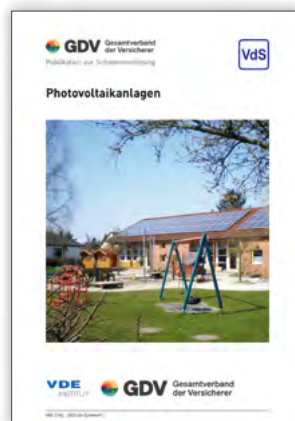 GDV Gesamtverband
der Versicherer
VdS
Publikation zur Schadenverhütung
Photovoltaikanlagen
VDE
INSTITUT
GDV Gesamtverband
der Versicherer